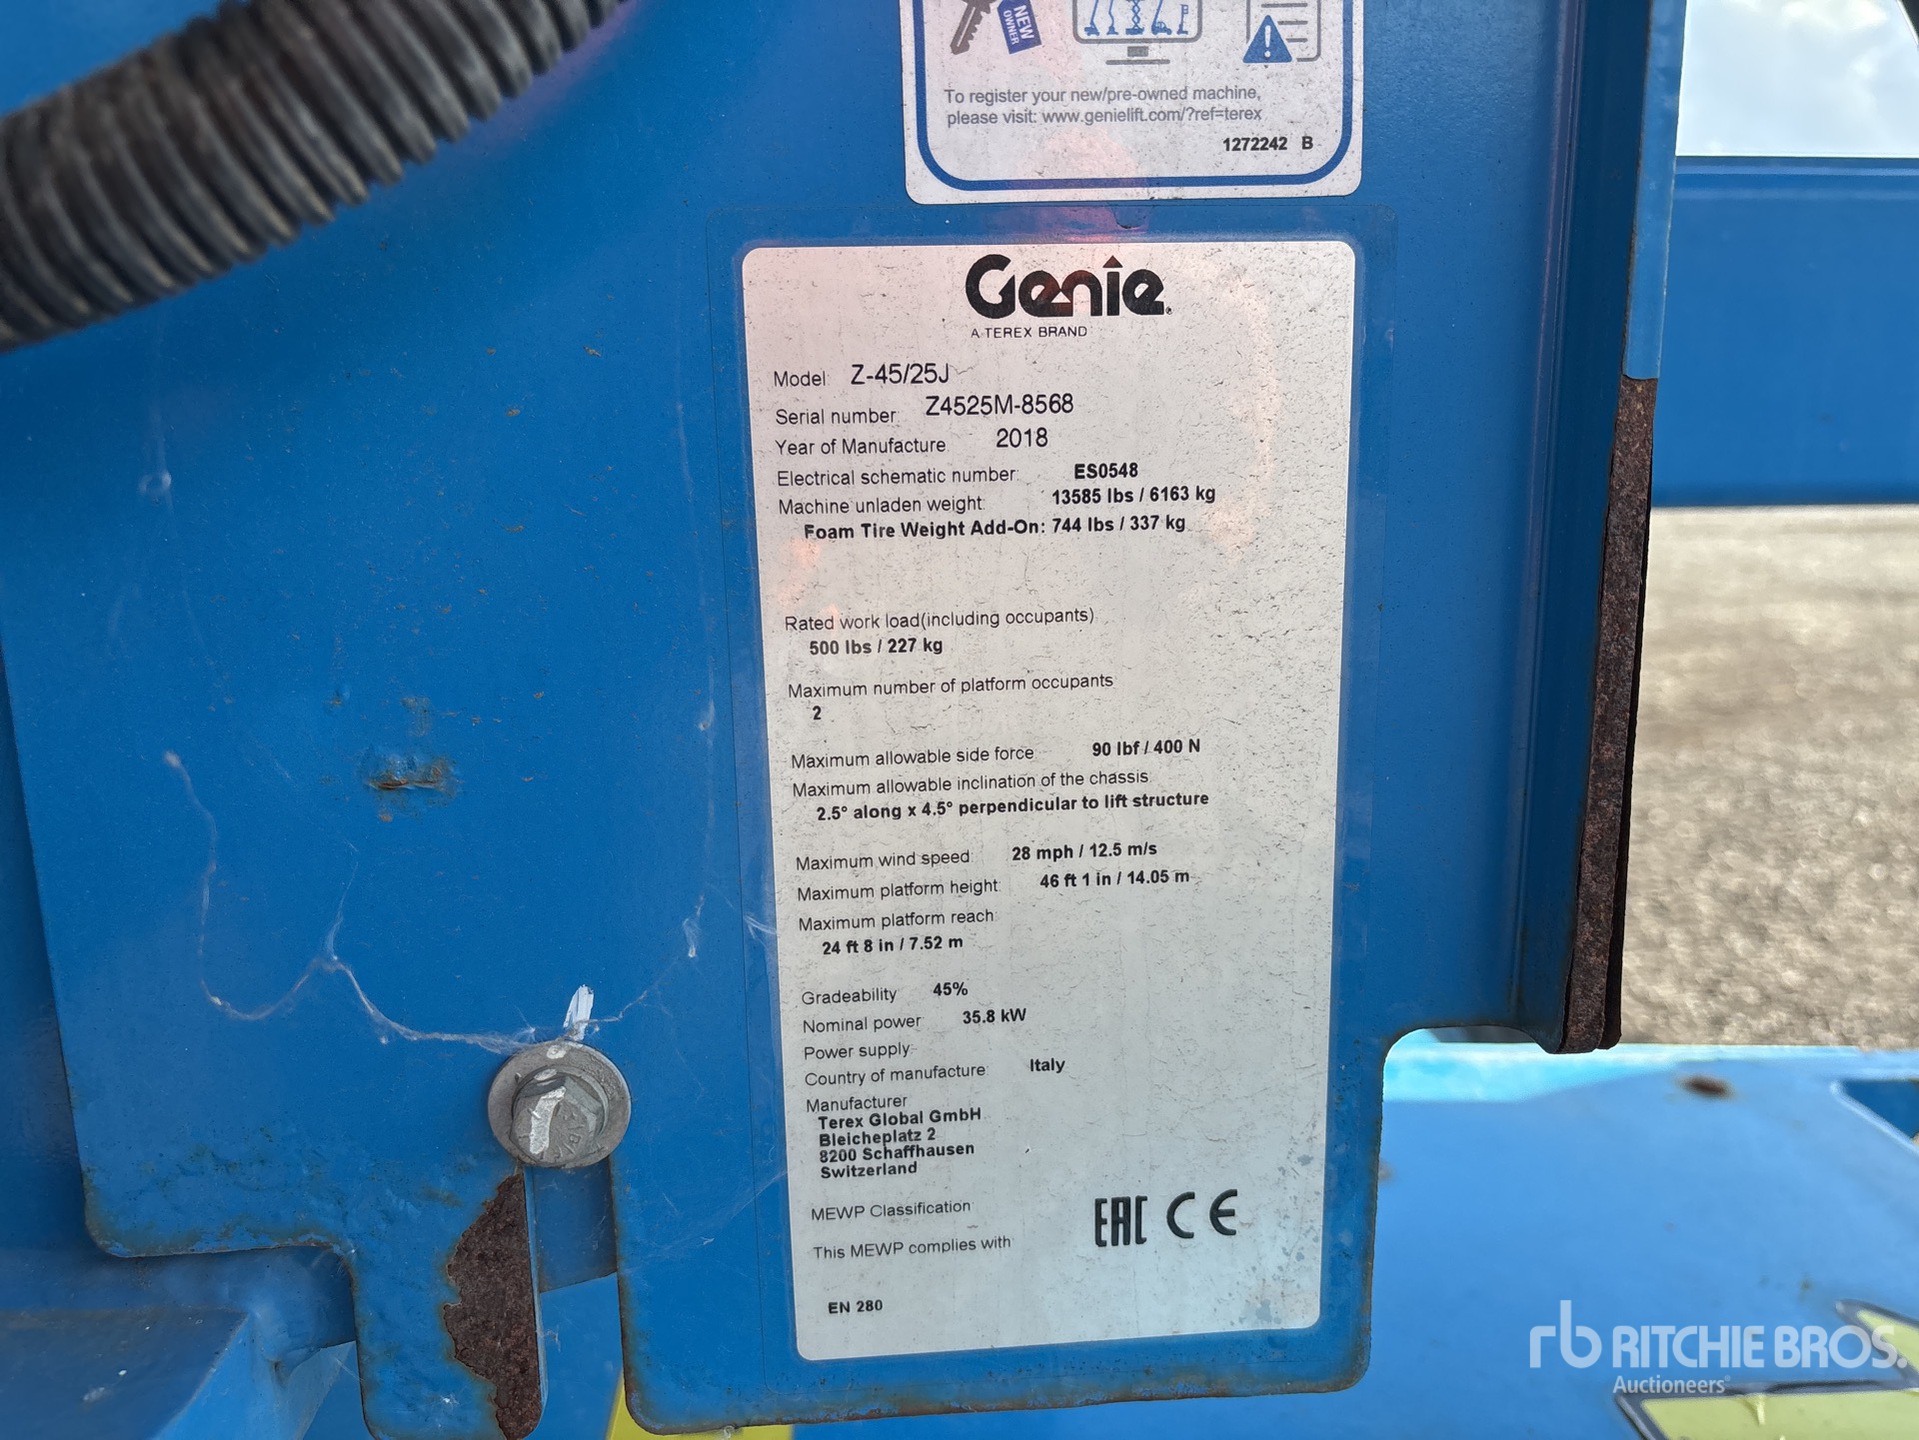 NEW
OWNER
To register your new/pre-owned machine,
please visit: www.genielift.com/?ref=terex
1272242 B
Genie
A TEREX BRAND
Model: Z-45/25J
Serial number: Z4525M-8568
Year of Manufacture: 2018
Electrical schematic number: ES0548
Machine unladen weight: 13585 lbs / 6163 kg
Foam Tire Weight Add-On: 744 lbs / 337 kg
Rated work load(including occupants)
500 lbs / 227 kg
Maximum number of platform occupants
2
Maximum allowable side force 90 lbf / 400 N
Maximum allowable inclination of the chassis:
2.5° along x 4.5° perpendicular to lift structure
Maximum wind speed: 28 mph / 12.5 m/s
Maximum platform height: 46 ft 1 in / 14.05 m
Maximum platform reach:
24 ft 8 in / 7.52 m
Gradeability 45%
Nominal power 35.8 kW
Power supply:
Country of manufacture: Italy
Manufacturer
Terex Global GmbH
Bleicheplatz 2
8200 Schaffhausen
Switzerland
MEWP Classification
EAC CE
This MEWP complies with:
EN 280
rb RITCHIE BROS.
Auctioneers